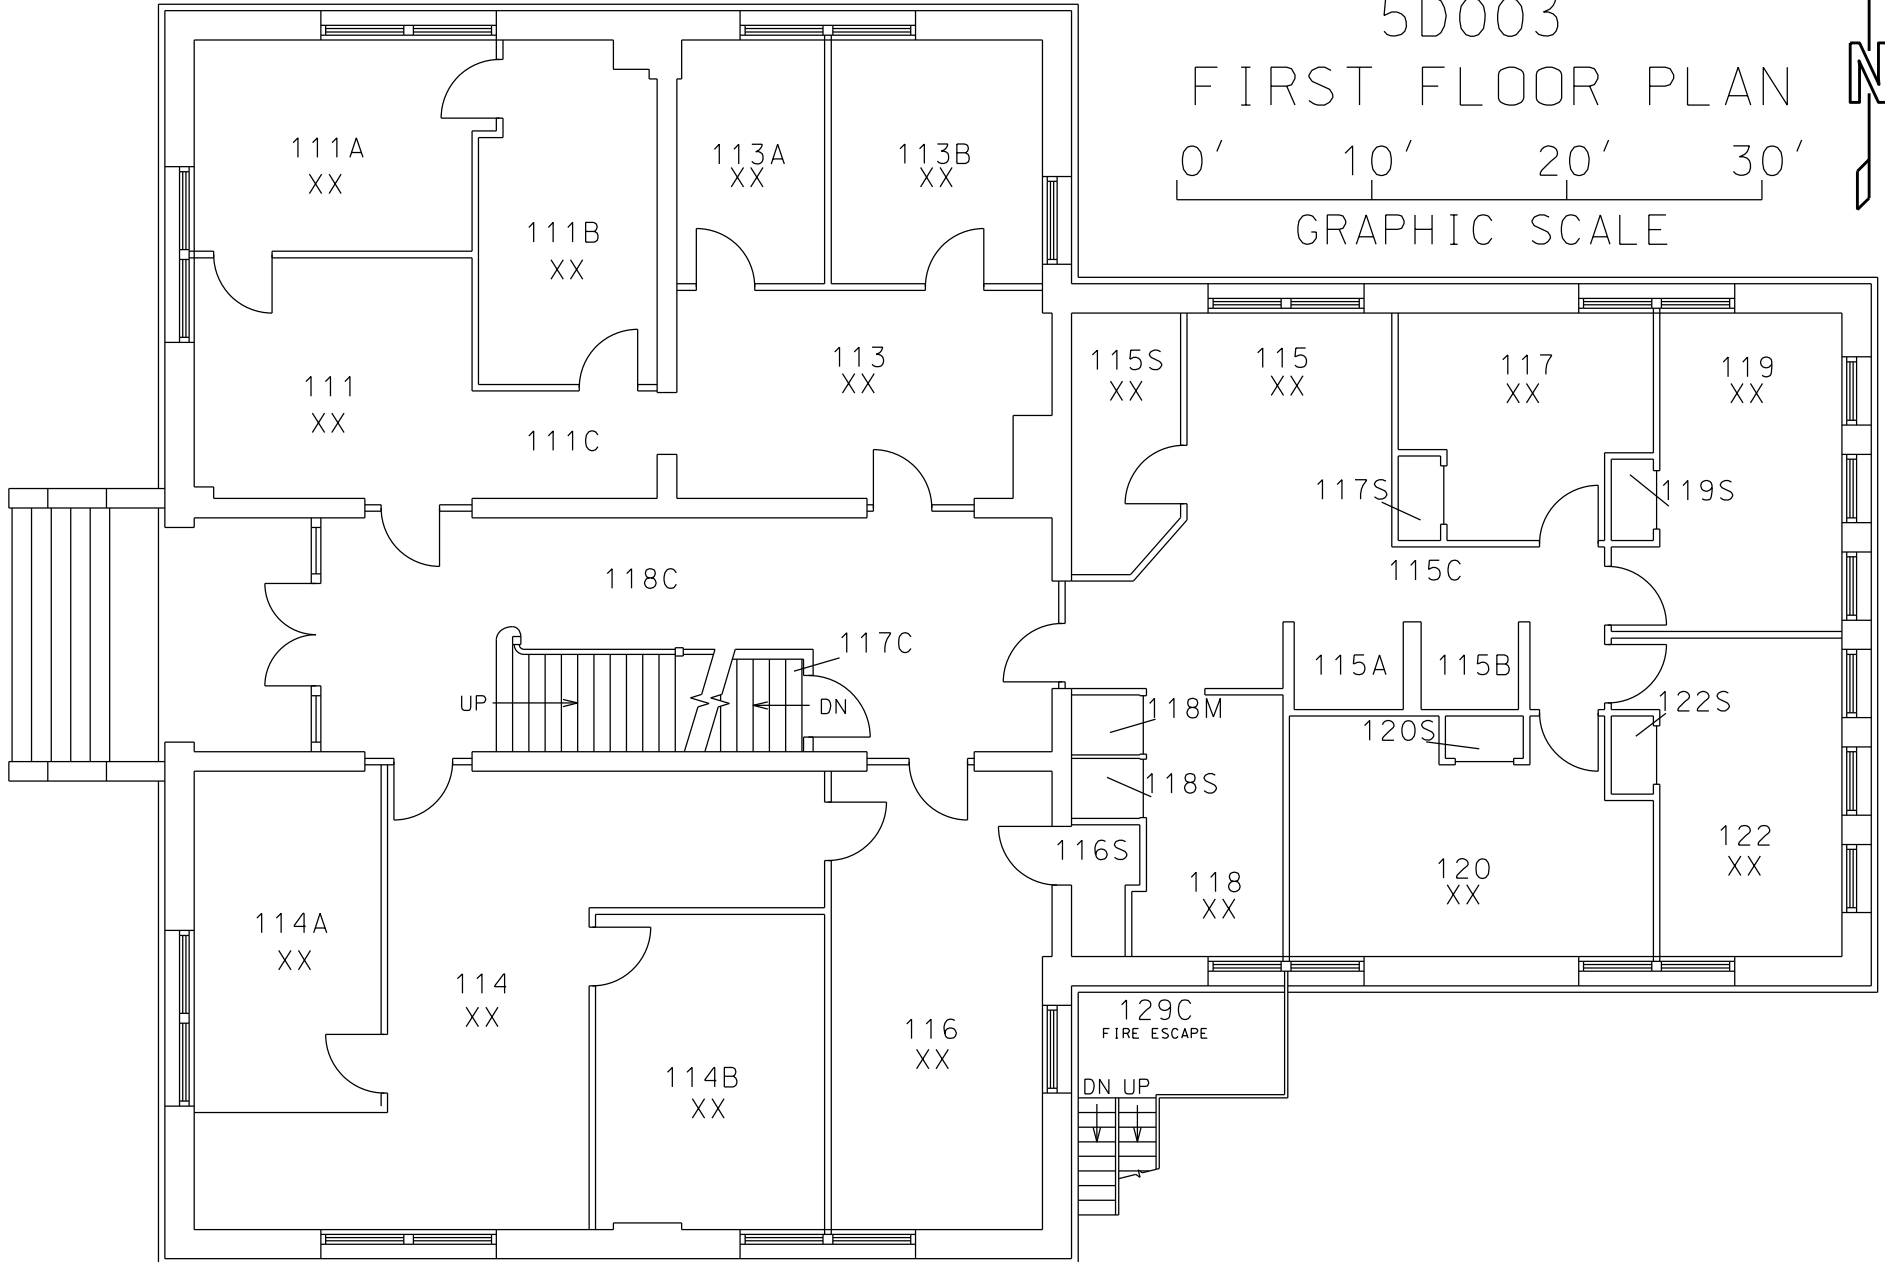 5D003
FIRST FLOOR PLAN
N
0' 10' 20' 30'
GRAPHIC SCALE
111A
XX
113A
XX
113B
XX
111B
XX
111
XX
111C
113
XX
115S
XX
115
XX
117
XX
119
XX
117S
119S
118C
115C
117C
UP
DN
115A
115B
118M
120S
122S
118S
116S
118
XX
120
XX
122
XX
114A
XX
114
XX
114B
XX
116
XX
129C
FIRE ESCAPE
DN UP